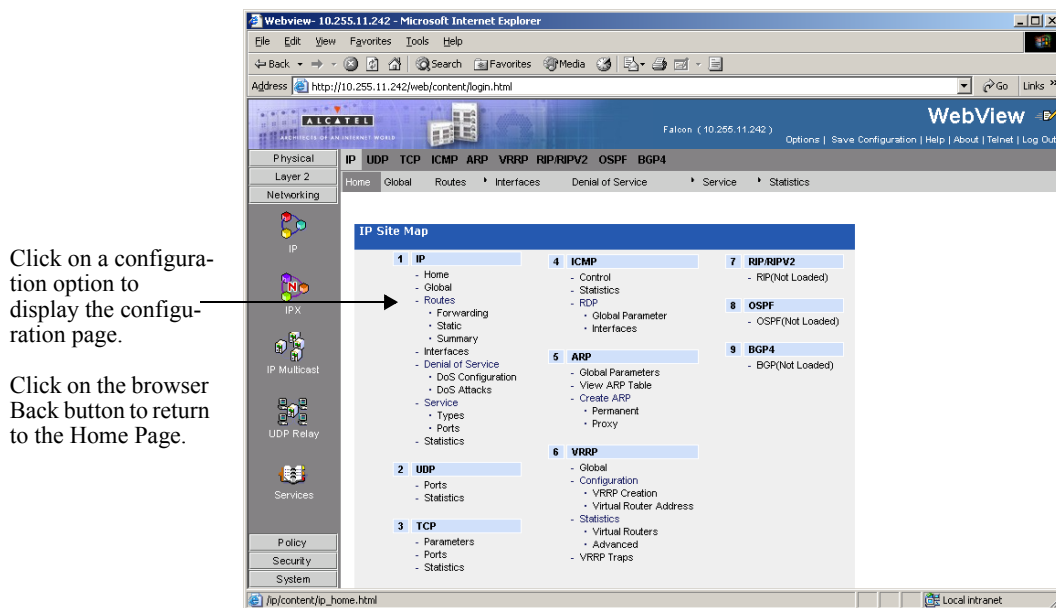 Webview- 10.255.11.242 - Microsoft Internet Explorer
File Edit View Favorites Tools Help
Back Search Favorites Media
Address http://10.255.11.242/web/content/login.html Go Links »
ALCATEL
ARCHITECTS OF AN INTERNET WORLD
Falcon ( 10.255.11.242 )
WebView
Options | Save Configuration | Help | About | Telnet | Log Out
Physical
Layer 2
Networking
IP UDP TCP ICMP ARP VRRP RIP/RIPV2 OSPF BGP4
Home Global Routes Interfaces Denial of Service Service Statistics
IP
IPX
IP Multicast
UDP Relay
Services
Policy
Security
System
Click on a configura-
tion option to
display the configu-
ration page.
Click on the browser
Back button to return
to the Home Page.
IP Site Map
1 IP
- Home
- Global
- Routes
• Forwarding
• Static
• Summary
- Interfaces
- Denial of Service
• DoS Configuration
• DoS Attacks
- Service
• Types
• Ports
- Statistics
2 UDP
- Ports
- Statistics
3 TCP
- Parameters
- Ports
- Statistics
4 ICMP
- Control
- Statistics
- RDP
• Global Parameter
• Interfaces
5 ARP
- Global Parameters
- View ARP Table
- Create ARP
• Permanent
• Proxy
6 VRRP
- Global
- Configuration
• VRRP Creation
• Virtual Router Address
- Statistics
• Virtual Routers
• Advanced
- VRRP Traps
7 RIP/RIPV2
- RIP(Not Loaded)
8 OSPF
- OSPF(Not Loaded)
9 BGP4
- BGP(Not Loaded)
/ip/content/ip_home.html
Local intranet